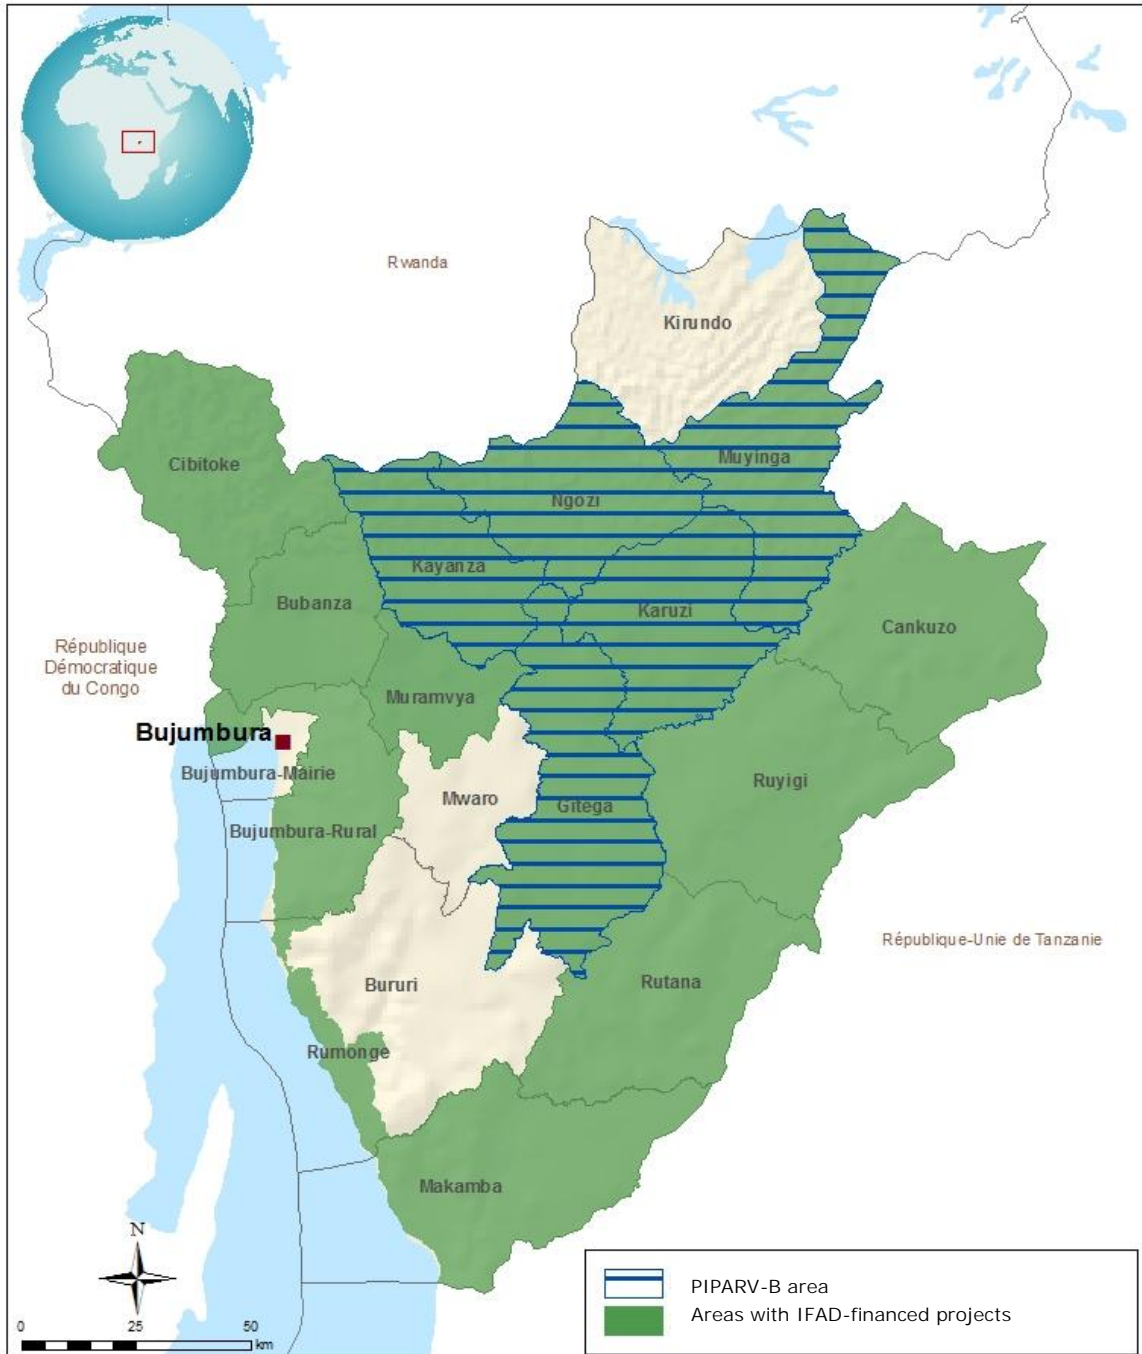 Rwanda
Kirundo
Cibitoke
Muyinga
Ngozi
Kayanza
Bubanza
Karuzi
Cankuzo
République
Démocratique
du Congo
Muramvya
Bujumbura
Bujumbura-Mairie
Mwaro
Gitega
Ruyigi
Bujumbura-Rural
République-Unie de Tanzanie
Bururi
Rutana
Rumonge
Makamba
N
0 25 50
km
PIPARV-B area
Areas with IFAD-financed projects